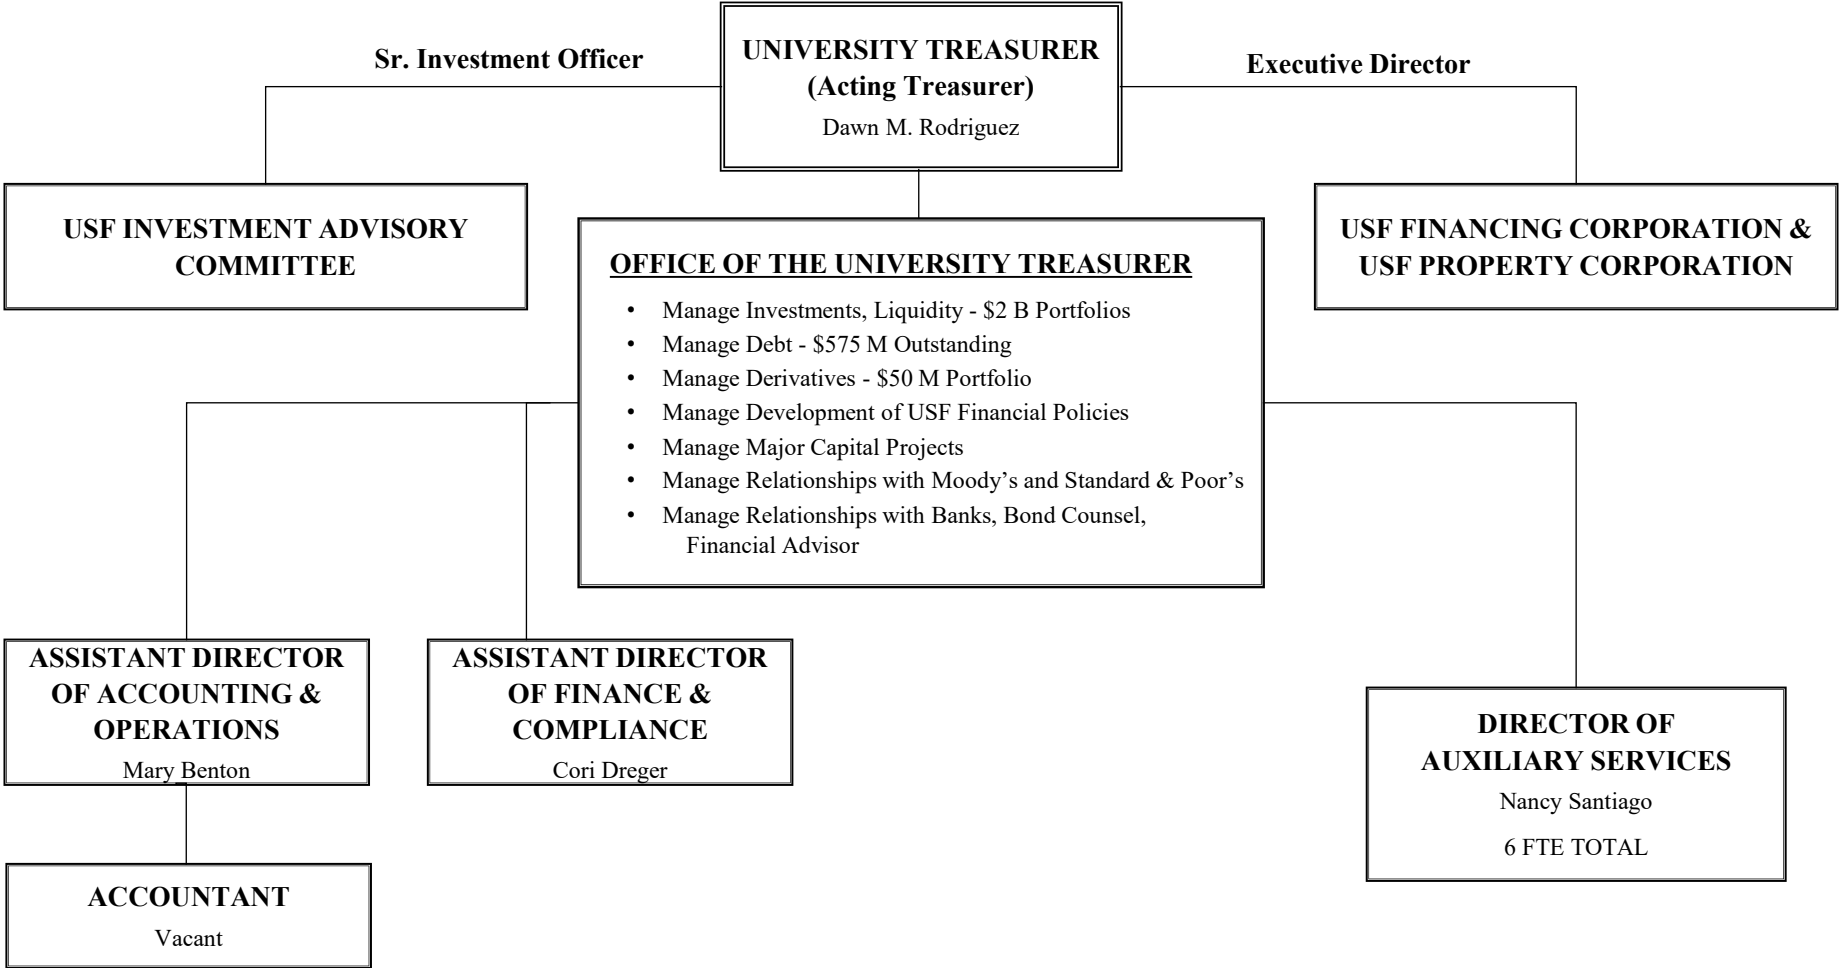 Sr. Investment Officer
UNIVERSITY TREASURER
(Acting Treasurer)
Dawn M. Rodriguez
Executive Director
USF INVESTMENT ADVISORY
COMMITTEE
USF FINANCING CORPORATION &
USF PROPERTY CORPORATION
OFFICE OF THE UNIVERSITY TREASURER
• Manage Investments, Liquidity - $2 B Portfolios
• Manage Debt - $575 M Outstanding
• Manage Derivatives - $50 M Portfolio
• Manage Development of USF Financial Policies
• Manage Major Capital Projects
• Manage Relationships with Moody’s and Standard & Poor’s
• Manage Relationships with Banks, Bond Counsel,
Financial Advisor
ASSISTANT DIRECTOR
OF ACCOUNTING &
OPERATIONS
Mary Benton
ASSISTANT DIRECTOR
OF FINANCE &
COMPLIANCE
Cori Dreger
DIRECTOR OF
AUXILIARY SERVICES
Nancy Santiago
6 FTE TOTAL
ACCOUNTANT
Vacant